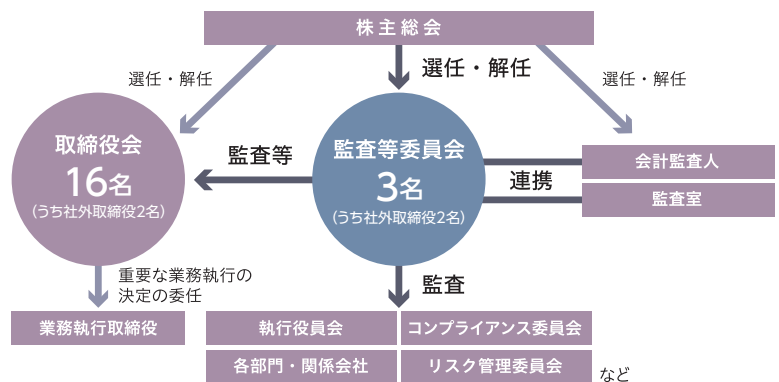 株主総会
選任・解任
選任・解任
選任・解任
取締役会
16名
(うち社外取締役2名)
監査等
監査等委員会
3名
(うち社外取締役2名)
連携
会計監査人
監査室
重要な業務執行の
決定の委任
監査
業務執行取締役
執行役員会
コンプライアンス委員会
各部門・関係会社
リスク管理委員会
など